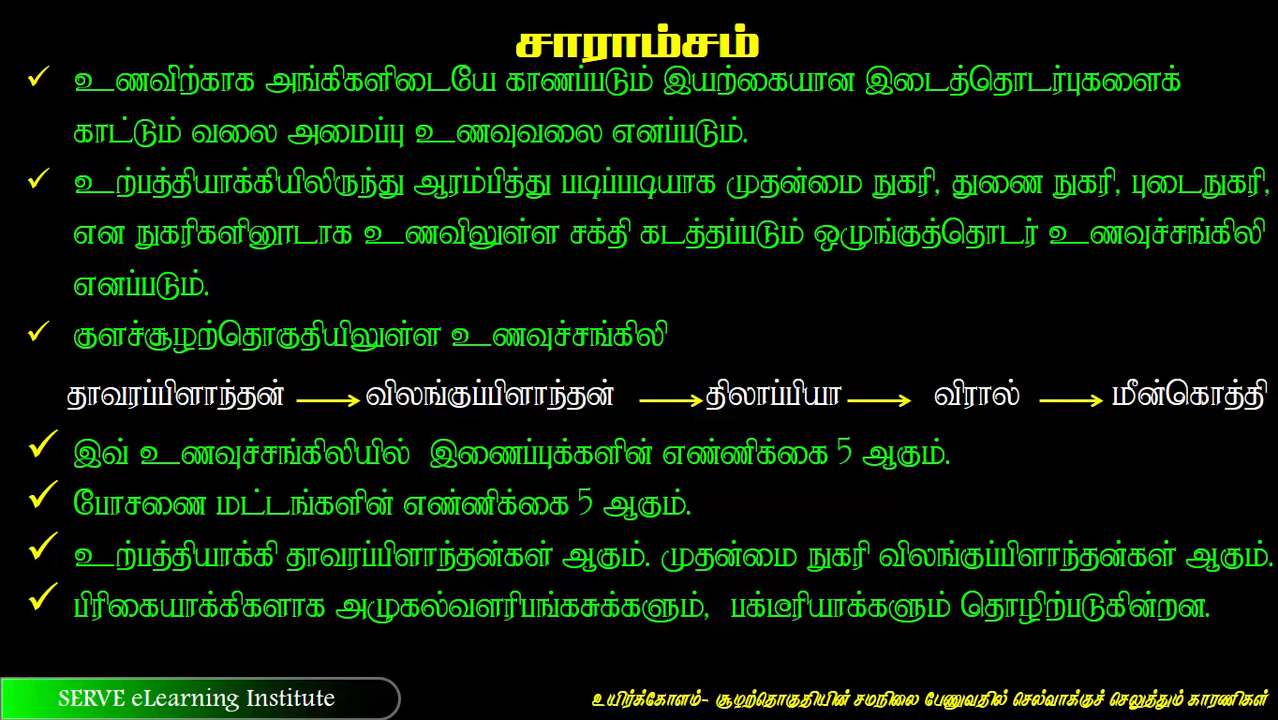 சாராம்சம்
✓ உணவிற்காக அங்கிகளிடையே காணப்படும் இயற்கையான இடைத்தொடர்புகளைக்
காட்டும் வலை அமைப்பு உணவுவலை எனப்படும்.
✓ உற்பத்தியாக்கியிலிருந்து ஆரம்பித்து படிப்படியாக முதன்மை நுகரி, துணை நுகரி, புடைநுகரி,
என நுகரிகளினூடாக உணவிலுள்ள சக்தி கடத்தப்படும் ஒழுங்குத்தொடர் உணவுச்சங்கிலி
எனப்படும்.
✓ குளச்சூழற்தொகுதியிலுள்ள உணவுச்சங்கிலி
தாவரப்பிளாந்தன் → விலங்குப்பிளாந்தன் → திலாப்பியா → விரால் → மீன்கொத்தி
✓ இவ் உணவுச்சங்கிலியில் இணைப்புக்களின் எண்ணிக்கை 5 ஆகும்.
✓ போசணை மட்டங்களின் எண்ணிக்கை 5 ஆகும்.
✓ உற்பத்தியாக்கி தாவரப்பிளாந்தன்கள் ஆகும். முதன்மை நுகரி விலங்குப்பிளாந்தன்கள் ஆகும்.
✓ பிரிகையாக்கிகளாக அழுகல்வளரிபங்கசுக்களும், பக்டீரியாக்களும் தொழிற்படுகின்றன.
SERVE eLearning Institute
உயிர்க்கோளம்- சூழற்தொகுதியின் சமநிலை பேணுவதில் செல்வாக்குச் செலுத்தும் காரணிகள்